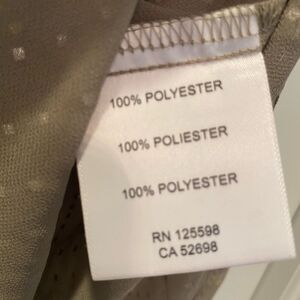 100% POLYESTER
100% POLIESTER
100% POLYESTER
RN 125598
CA 52698